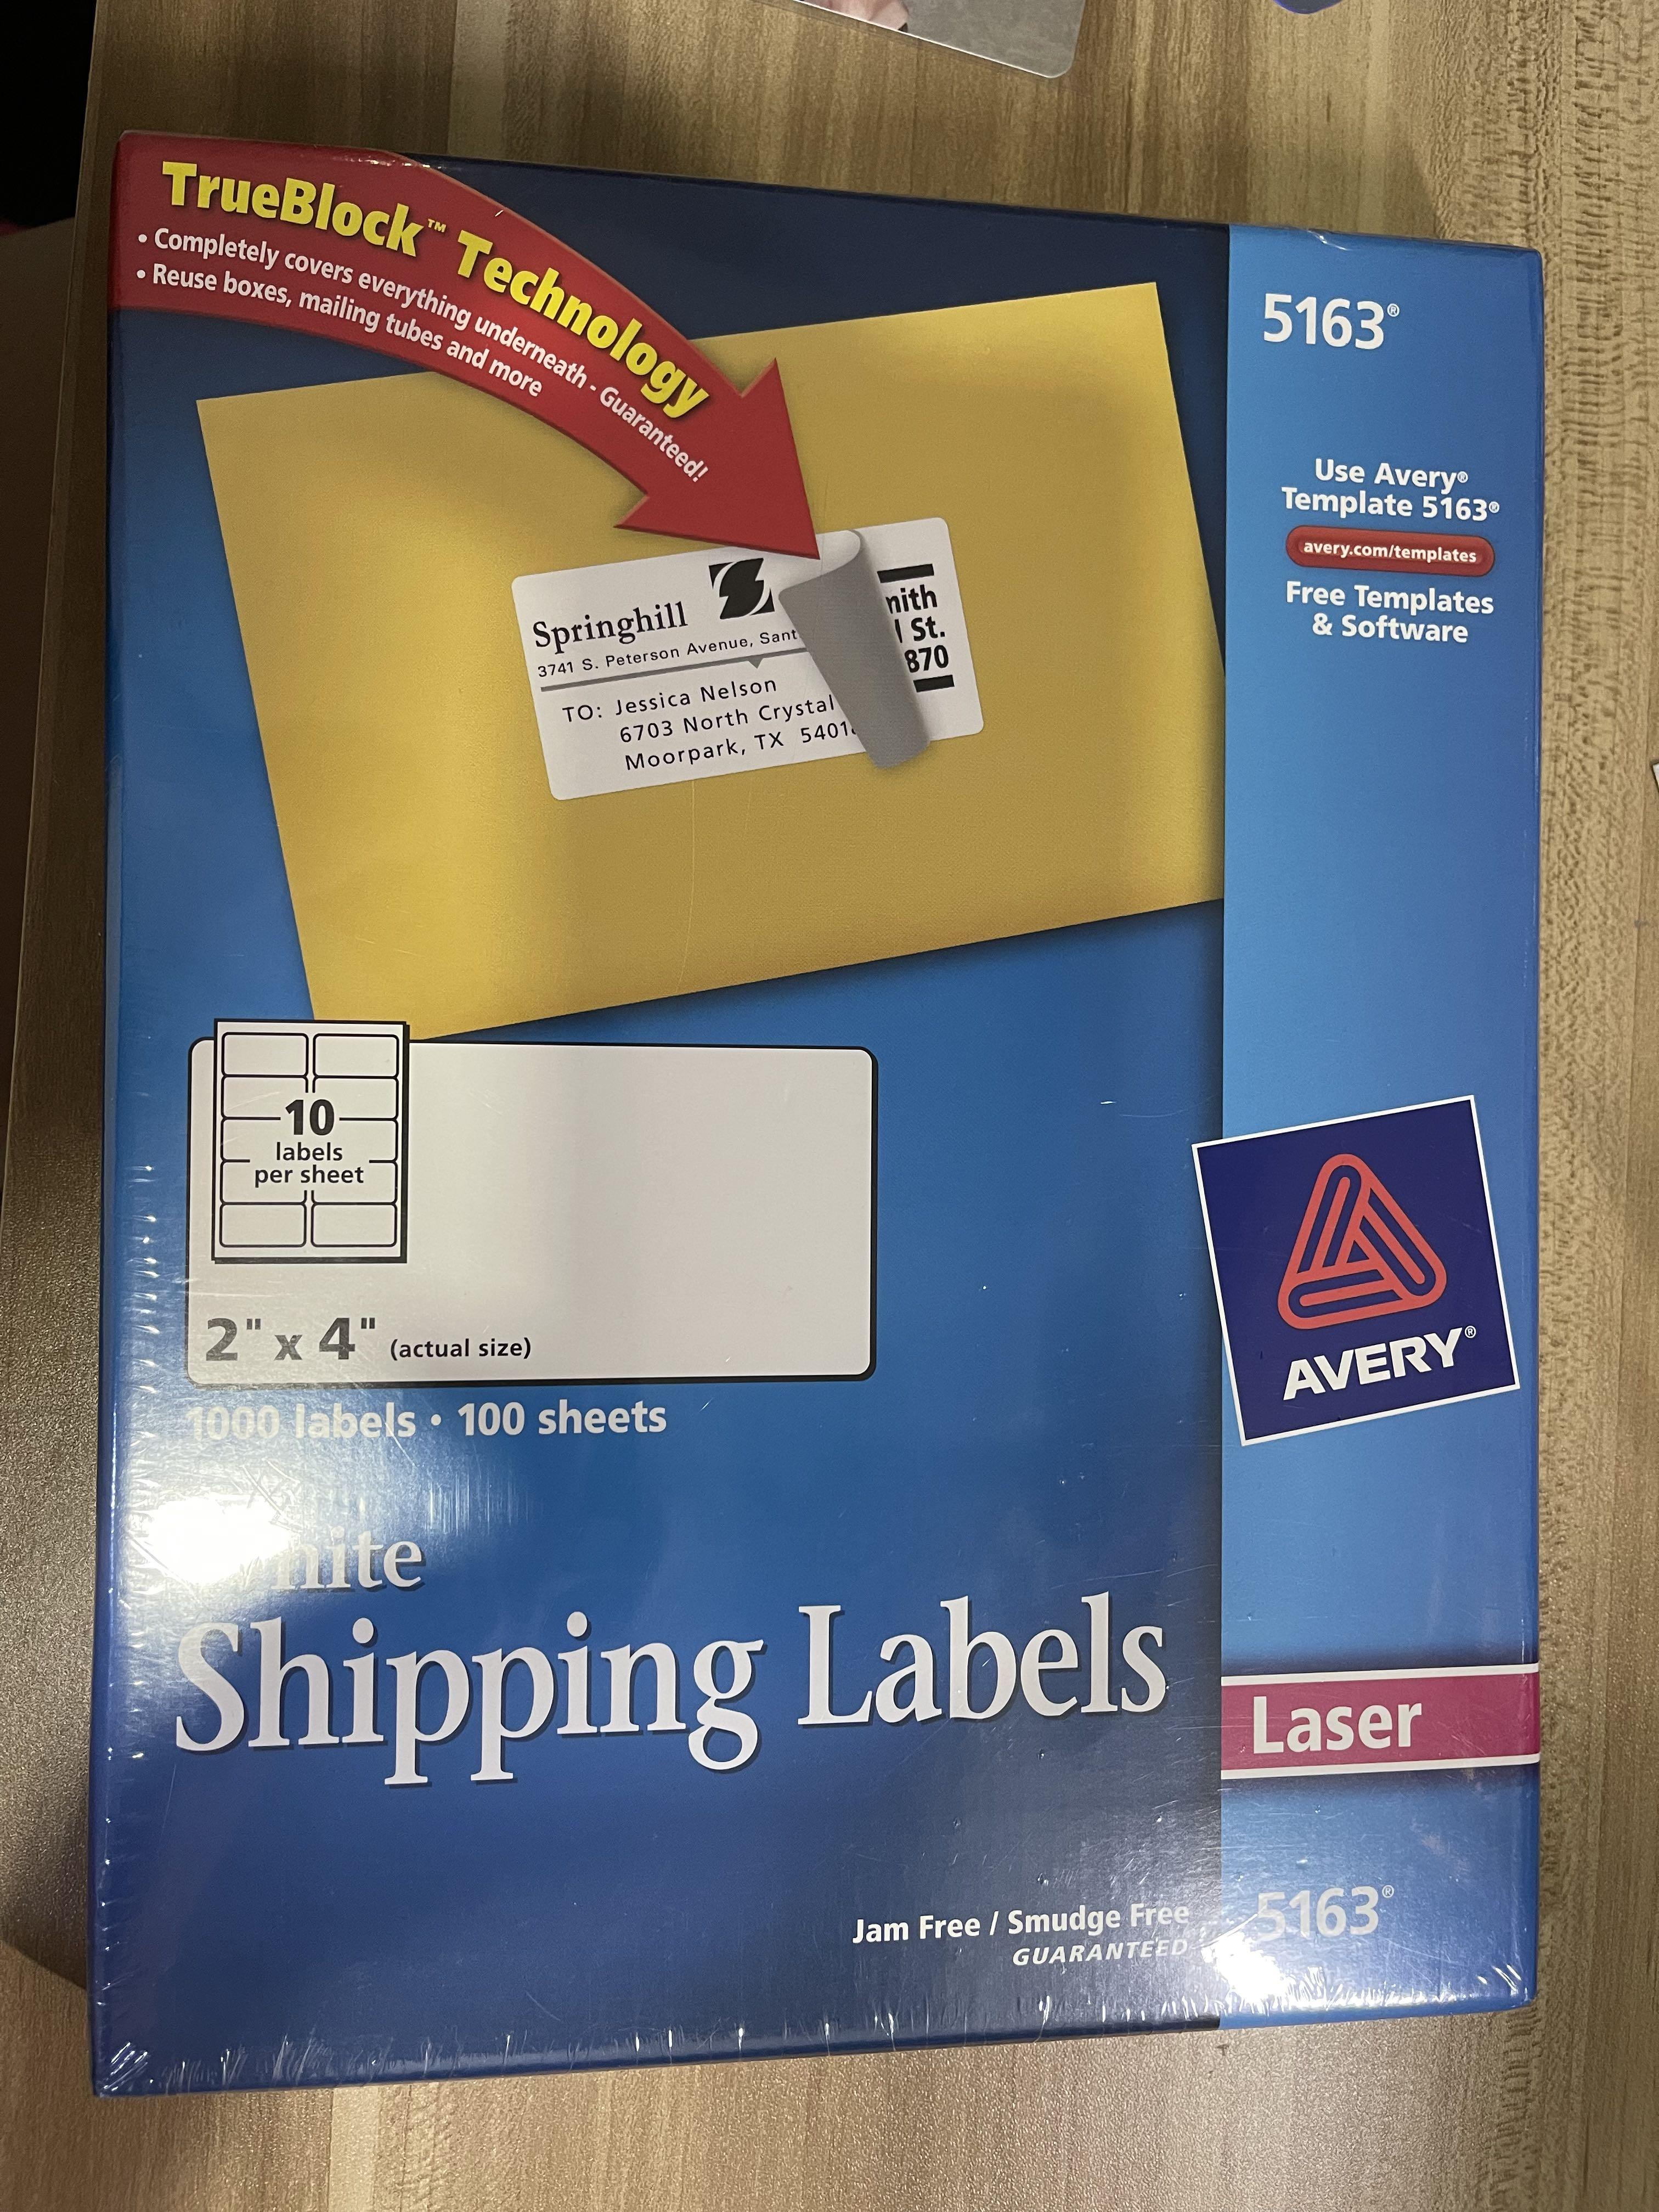 TrueBlock™ Technology
• Completely covers everything underneath - Guaranteed!
• Reuse boxes, mailing tubes and more
5163®
Use Avery®
Template 5163®
avery.com/templates
Free Templates
& Software
Springhill
3741 S. Peterson Avenue, Sant
TO: Jessica Nelson
6703 North Crystal
Moorpark, TX 5401
mith
St.
870
10
labels
per sheet
2" x 4" (actual size)
1000 labels • 100 sheets
AVERY®
Shipping Labels
Laser
Jam Free / Smudge Free
GUARANTEED
5163®